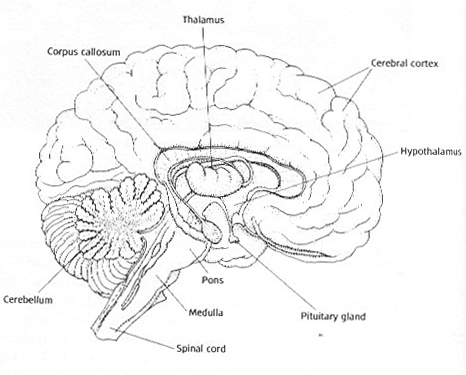 Thalamus
Corpus callosum
Cerebral cortex
Hypothalamus
Pons
Cerebellum
Medulla
Pituitary gland
Spinal cord